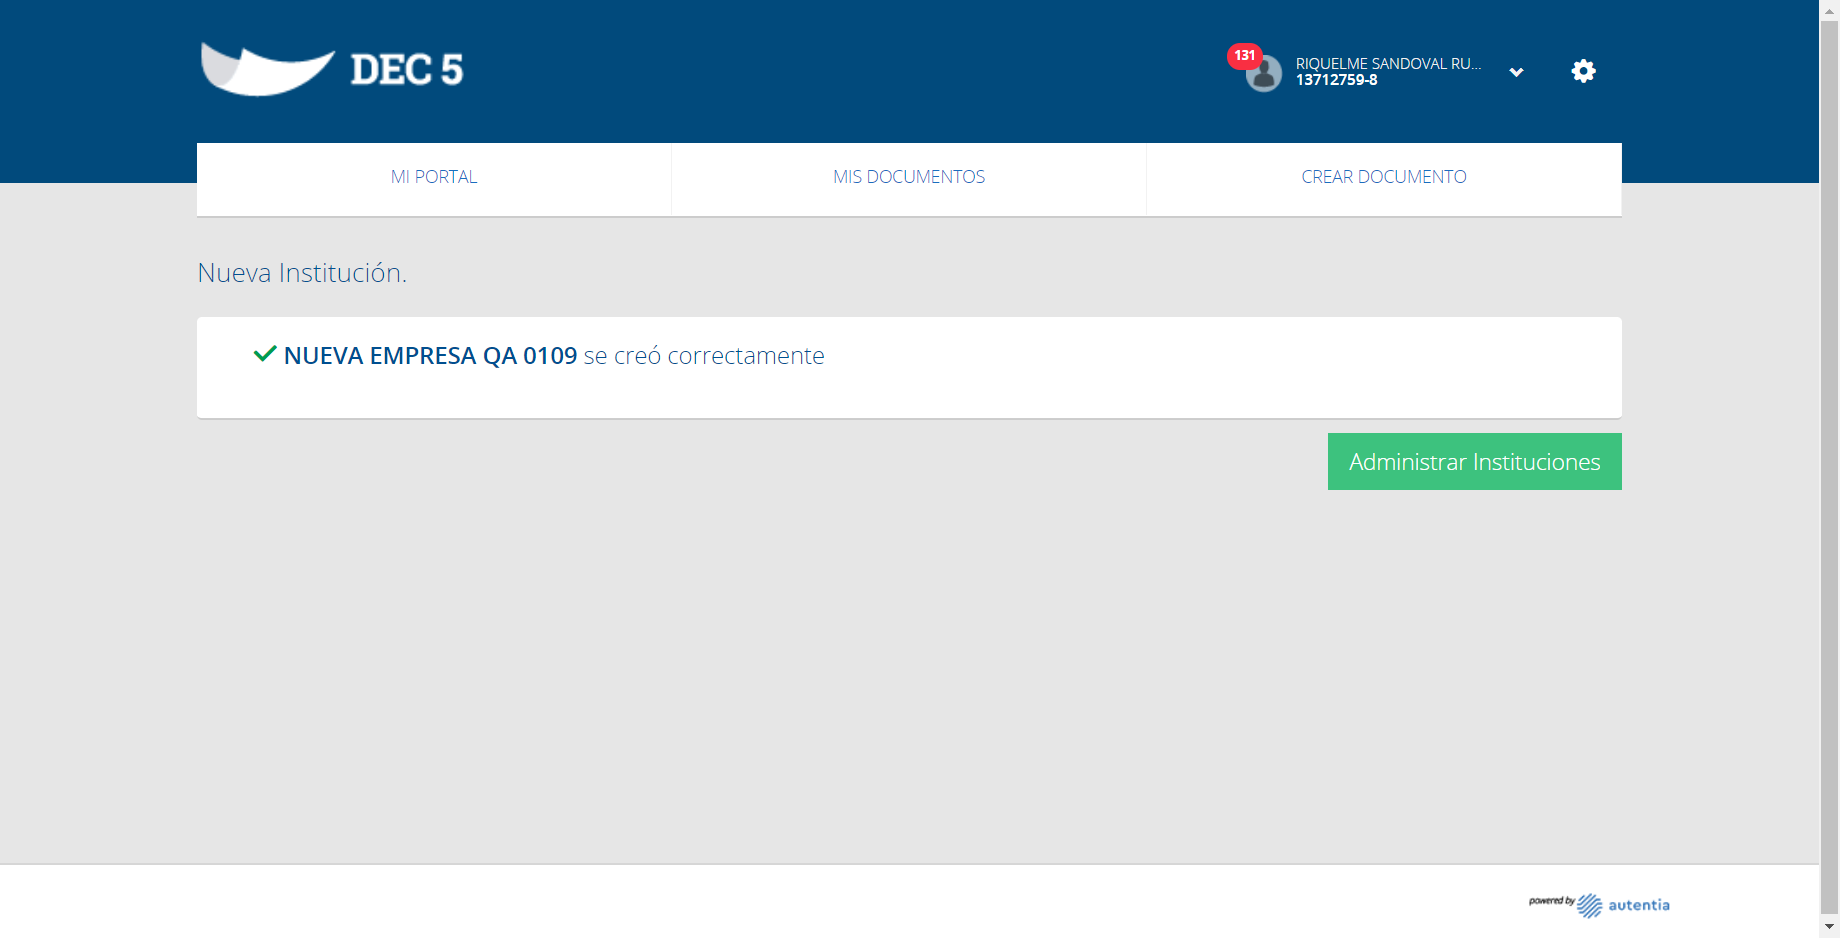 DEC 5
131
RIQUELME SANDOVAL RU...
13712759-8
MI PORTAL
MIS DOCUMENTOS
CREAR DOCUMENTO
Nueva Institución.
NUEVA EMPRESA QA 0109 se creó correctamente
Administrar Instituciones
powered by autentia